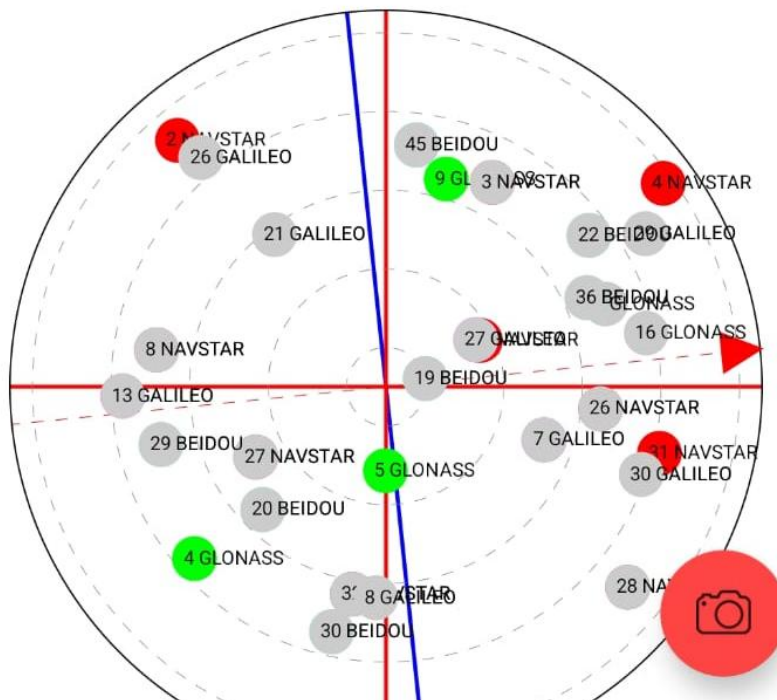 2 NAVSTAR
26 GALILEO
45 BEIDOU
9
3 NAVSTAR
4 NAVSTAR
21 GALILEO
22 BEIDOU
29 GALILEO
36 BEIDOU
GLONASS
16 GLONASS
27 GALILEO
8 NAVSTAR
19 BEIDOU
13 GALILEO
26 NAVSTAR
7 GALILEO
29 BEIDOU
27 NAVSTAR
31 NAVSTAR
5 GLONASS
30 GALILEO
20 BEIDOU
4 GLONASS
8 GALILEO
28
30 BEIDOU